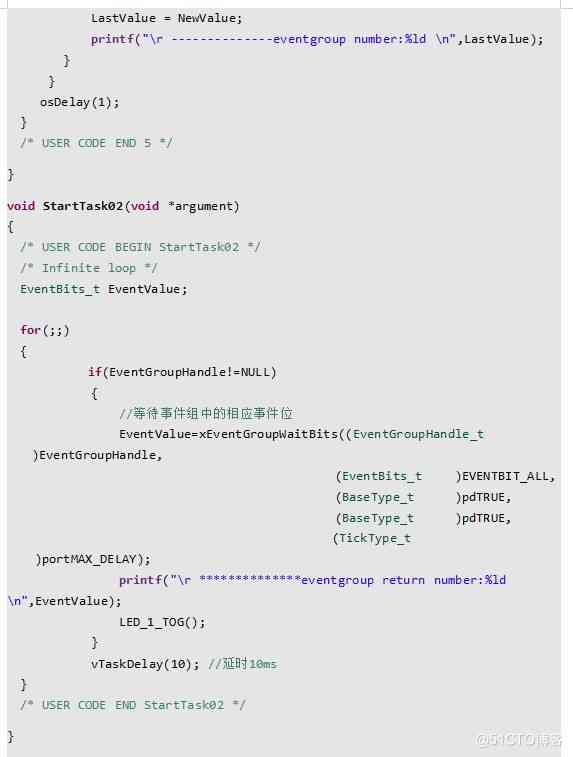 LastValue = NewValue;
printf("\r --------------eventgroup number:%ld \n",LastValue);
}
}
osDelay(1);
}
/* USER CODE END 5 */
}
void StartTask02(void *argument)
{
/* USER CODE BEGIN StartTask02 */
/* Infinite loop */
EventBits_t EventValue;
for(;;)
{
if(EventGroupHandle!=NULL)
{
//等待事件组中的相应事件位
EventValue=xEventGroupWaitBits((EventGroupHandle_t
)EventGroupHandle,
(EventBits_t )EVENTBIT_ALL,
(BaseType_t )pdTRUE,
(BaseType_t )pdTRUE,
(TickType_t
)portMAX_DELAY);
printf("\r **************eventgroup return number:%ld
\n",EventValue);
LED_1_TOG();
}
vTaskDelay(10); //延时10ms
}
/* USER CODE END StartTask02 */
}
@51CTO博客